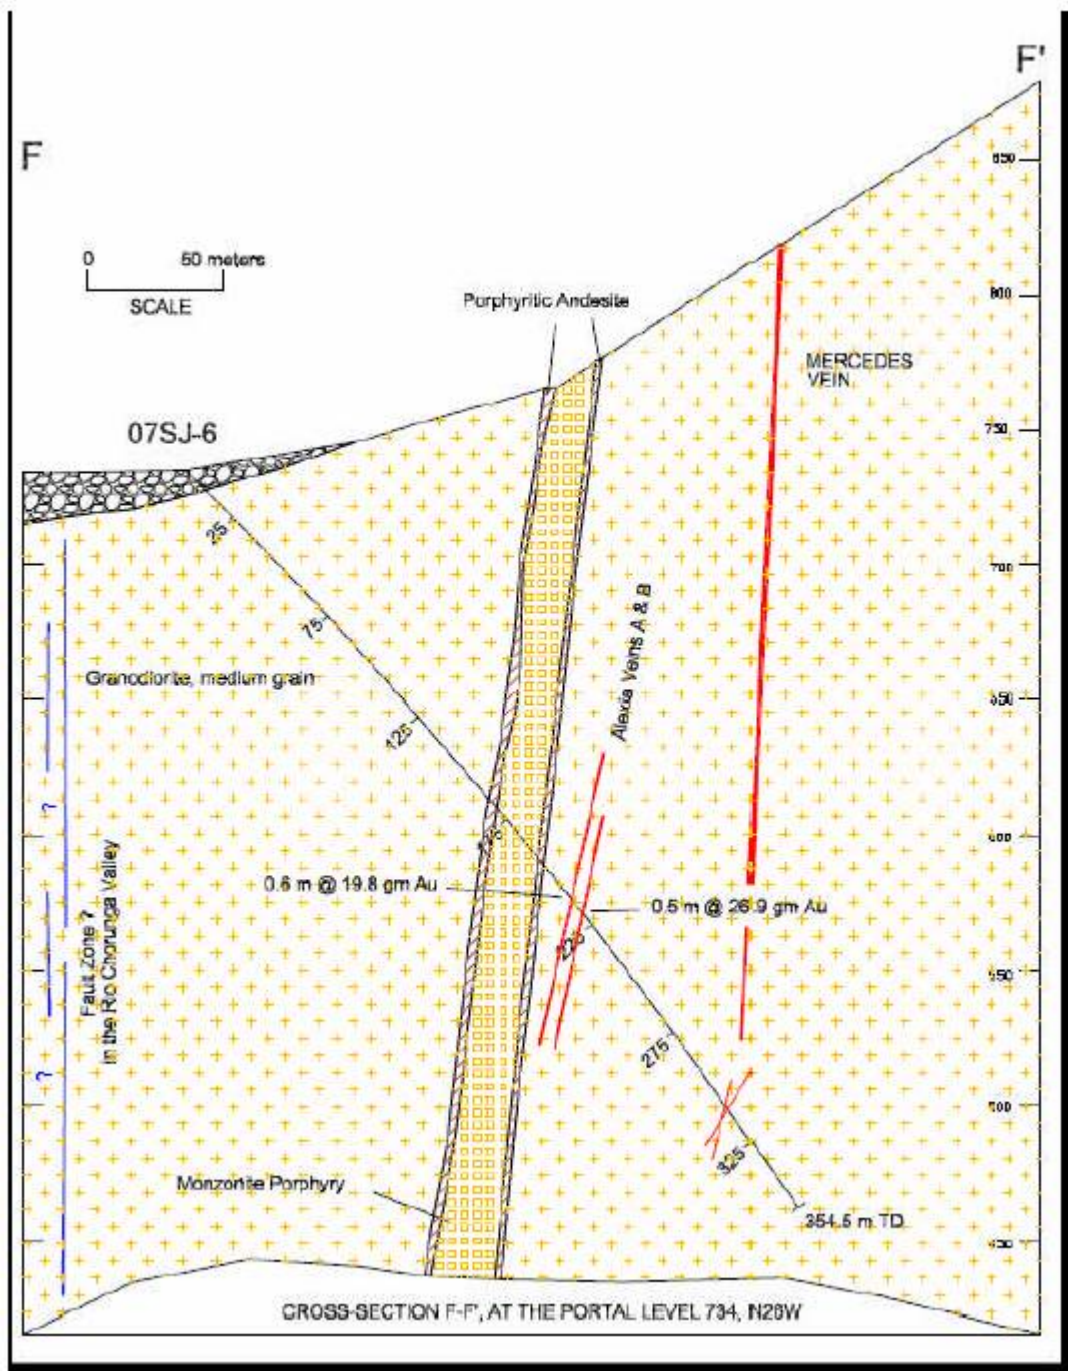 F'
F
850
0 50 meters
SCALE
800
Porphyritic Andesite
MERCEDES
VEIN
750
07SJ-6
25
700
75
Alexia Veins A & B
Granodiorite, medium grain
650
125
?
600
0.6 m @ 19.8 gm Au
0.5 m @ 26.9 gm Au
225
Fault Zone ?
in the Rio Chorunga Valley
550
275
?
500
325
Monzonite Porphyry
354.5 m TD
450
CROSS-SECTION F-F', AT THE PORTAL LEVEL 734, N26W